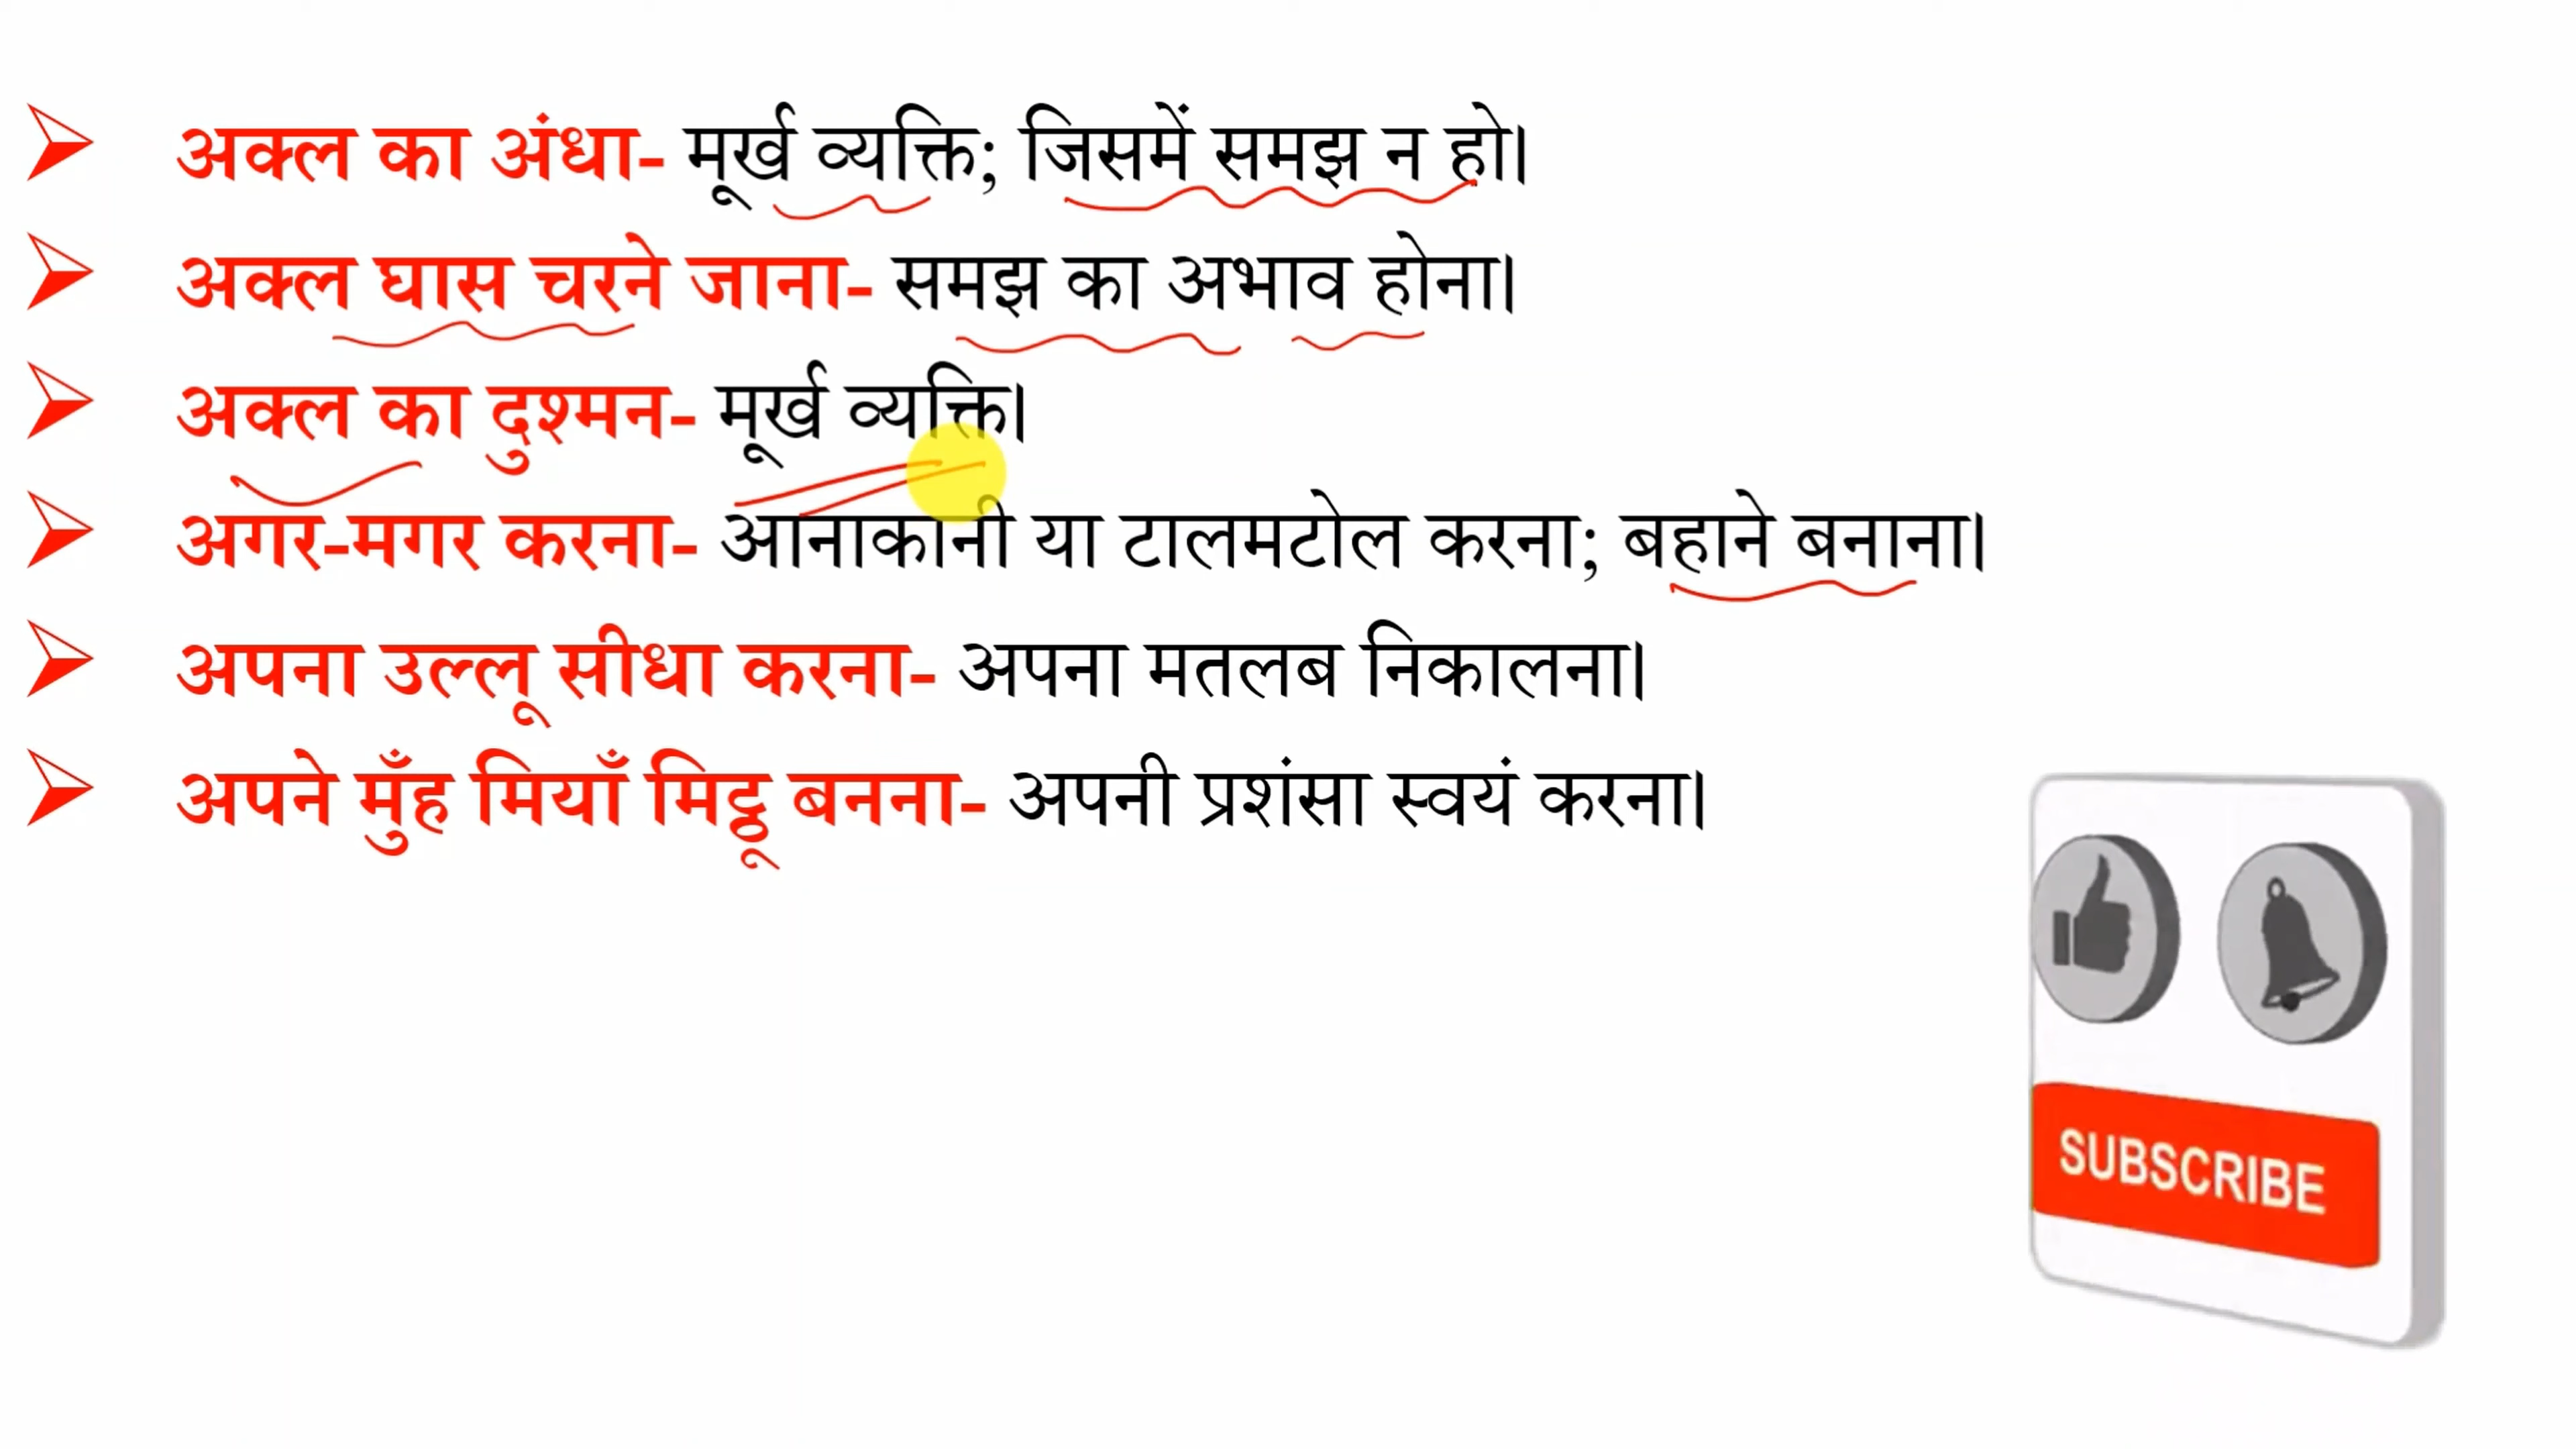 अक्ल का अंधा- मूर्ख व्यक्ति; जिसमें समझ न हो।
अक्ल घास चरने जाना- समझ का अभाव होना।
अक्ल का दुश्मन- मूर्ख व्यक्ति।
अगर-मगर करना- आनाकानी या टालमटोल करना; बहाने बनाना।
अपना उल्लू सीधा करना- अपना मतलब निकालना।
अपने मुँह मियाँ मिट्ठू बनना- अपनी प्रशंसा स्वयं करना।
SUBSCRIBE